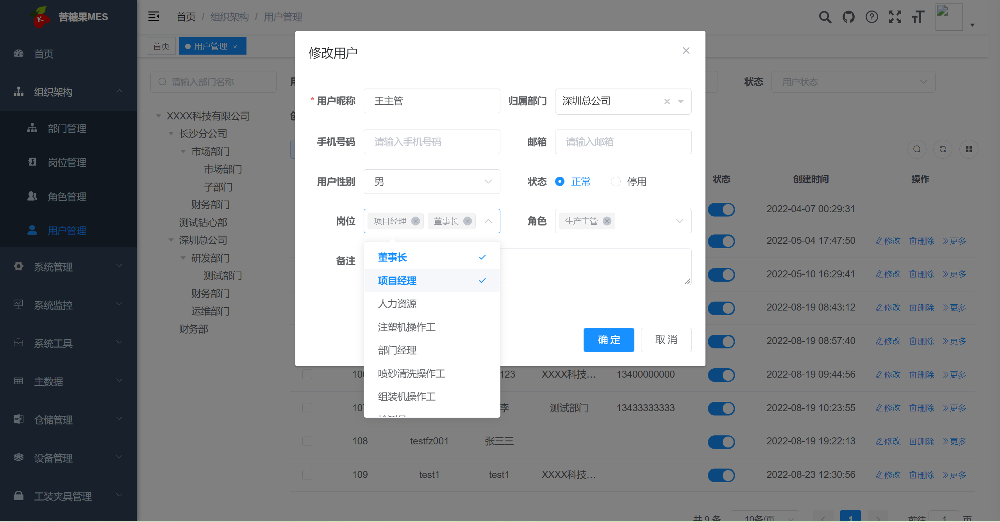 苦糖果MES
首页 / 组织架构 / 用户管理
首页
用户管理 ×
首页
组织架构
部门管理
岗位管理
角色管理
用户管理
系统管理
系统监控
系统工具
主数据
仓储管理
设备管理
工装夹具管理
请输入部门名称
XXXX科技有限公司
长沙分公司
市场部门
市场部门
子部门
财务部门
测试钻心部
深圳总公司
研发部门
测试部门
财务部门
运维部门
财务部
状态 用户状态
修改用户
* 用户昵称 王主管 归属部门 深圳总公司
手机号码 请输入手机号码 邮箱 请输入邮箱
用户性别 男 状态 正常 停用
岗位 项目经理 董事长 角色 生产主管
备注
董事长
项目经理
人力资源
注塑机操作工
部门经理
喷砂清洗操作工
组装机操作工
确 定 取 消
状态 创建时间 操作
2022-04-07 00:29:31
2022-05-04 17:47:50 修改 删除 更多
2022-05-10 16:29:41 修改 删除 更多
2022-08-19 08:43:12 修改 删除 更多
2022-08-19 08:57:40 修改 删除 更多
123 XXXX科技... 13400000000 2022-08-19 09:44:56 修改 删除 更多
107 李 测试部门 13433333333 2022-08-19 10:23:55 修改 删除 更多
108 testfz001 张三三 2022-08-19 19:22:13 修改 删除 更多
109 test1 test1 XXXX科技... 2022-08-23 12:30:56 修改 删除 更多
共 9 条 10条/页 1 前往 1 页